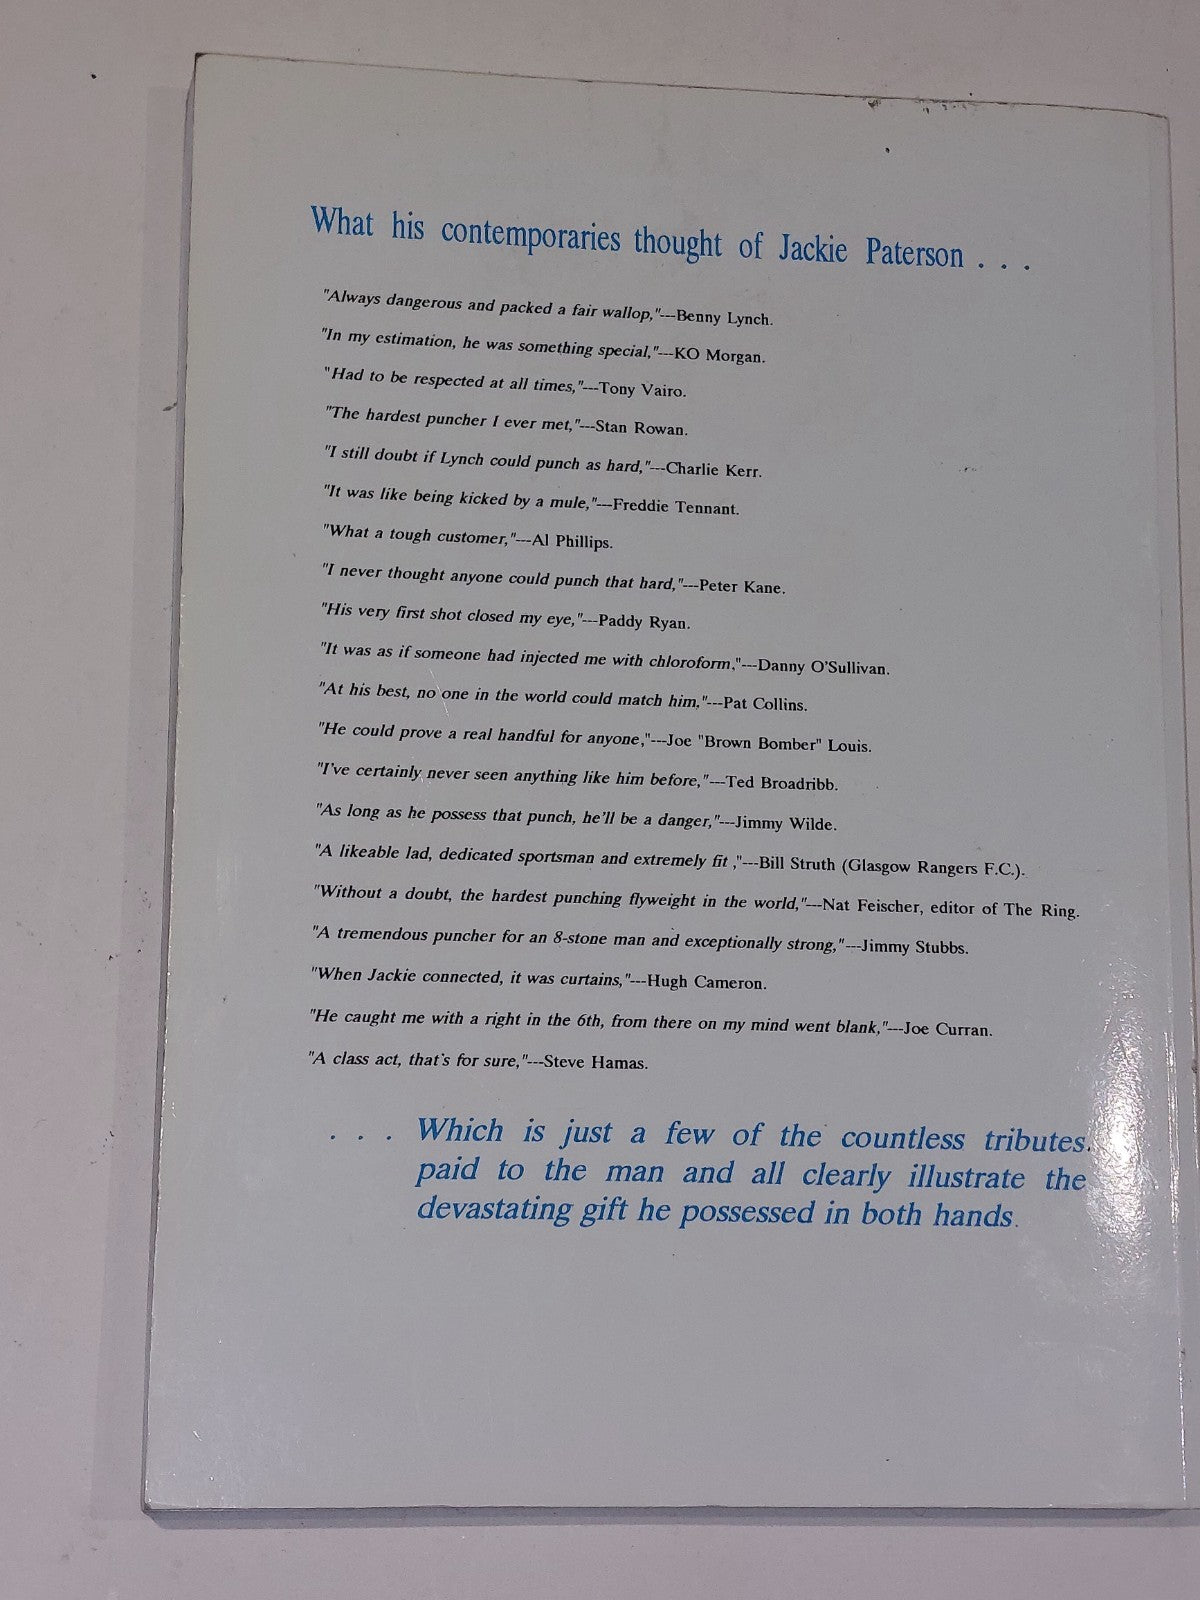 What his contemporaries thought of Jackie Paterson . . .
"Always dangerous and packed a fair wallop,"---Benny Lynch.
"In my estimation, he was something special,"---KO Morgan.
"Had to be respected at all times,"---Tony Vairo.
"The hardest puncher I ever met,"---Stan Rowan.
"I still doubt if Lynch could punch as hard,"---Charlie Kerr.
"It was like being kicked by a mule,"---Freddie Tennant.
"What a tough customer,"---Al Phillips.
"I never thought anyone could punch that hard,"---Peter Kane.
"His very first shot closed my eye,"---Paddy Ryan.
"It was as if someone had injected me with chloroform,"---Danny O'Sullivan.
"At his best, no one in the world could match him,"---Pat Collins.
"He could prove a real handful for anyone,"---Joe "Brown Bomber" Louis.
"I've certainly never seen anything like him before,"---Ted Broadribb.
"As long as he possess that punch, he'll be a danger,"---Jimmy Wilde.
"A likeable lad, dedicated sportsman and extremely fit ,"---Bill Struth (Glasgow Rangers F.C.).
"Without a doubt, the hardest punching flyweight in the world,"---Nat Feischer, editor of The Ring.
"A tremendous puncher for an 8-stone man and exceptionally strong,"---Jimmy Stubbs.
"When Jackie connected, it was curtains,"---Hugh Cameron.
"He caught me with a right in the 6th, from there on my mind went blank,"---Joe Curran.
"A class act, that's for sure,"---Steve Hamas.
. . . Which is just a few of the countless tributes
paid to the man and all clearly illustrate the
devastating gift he possessed in both hands.